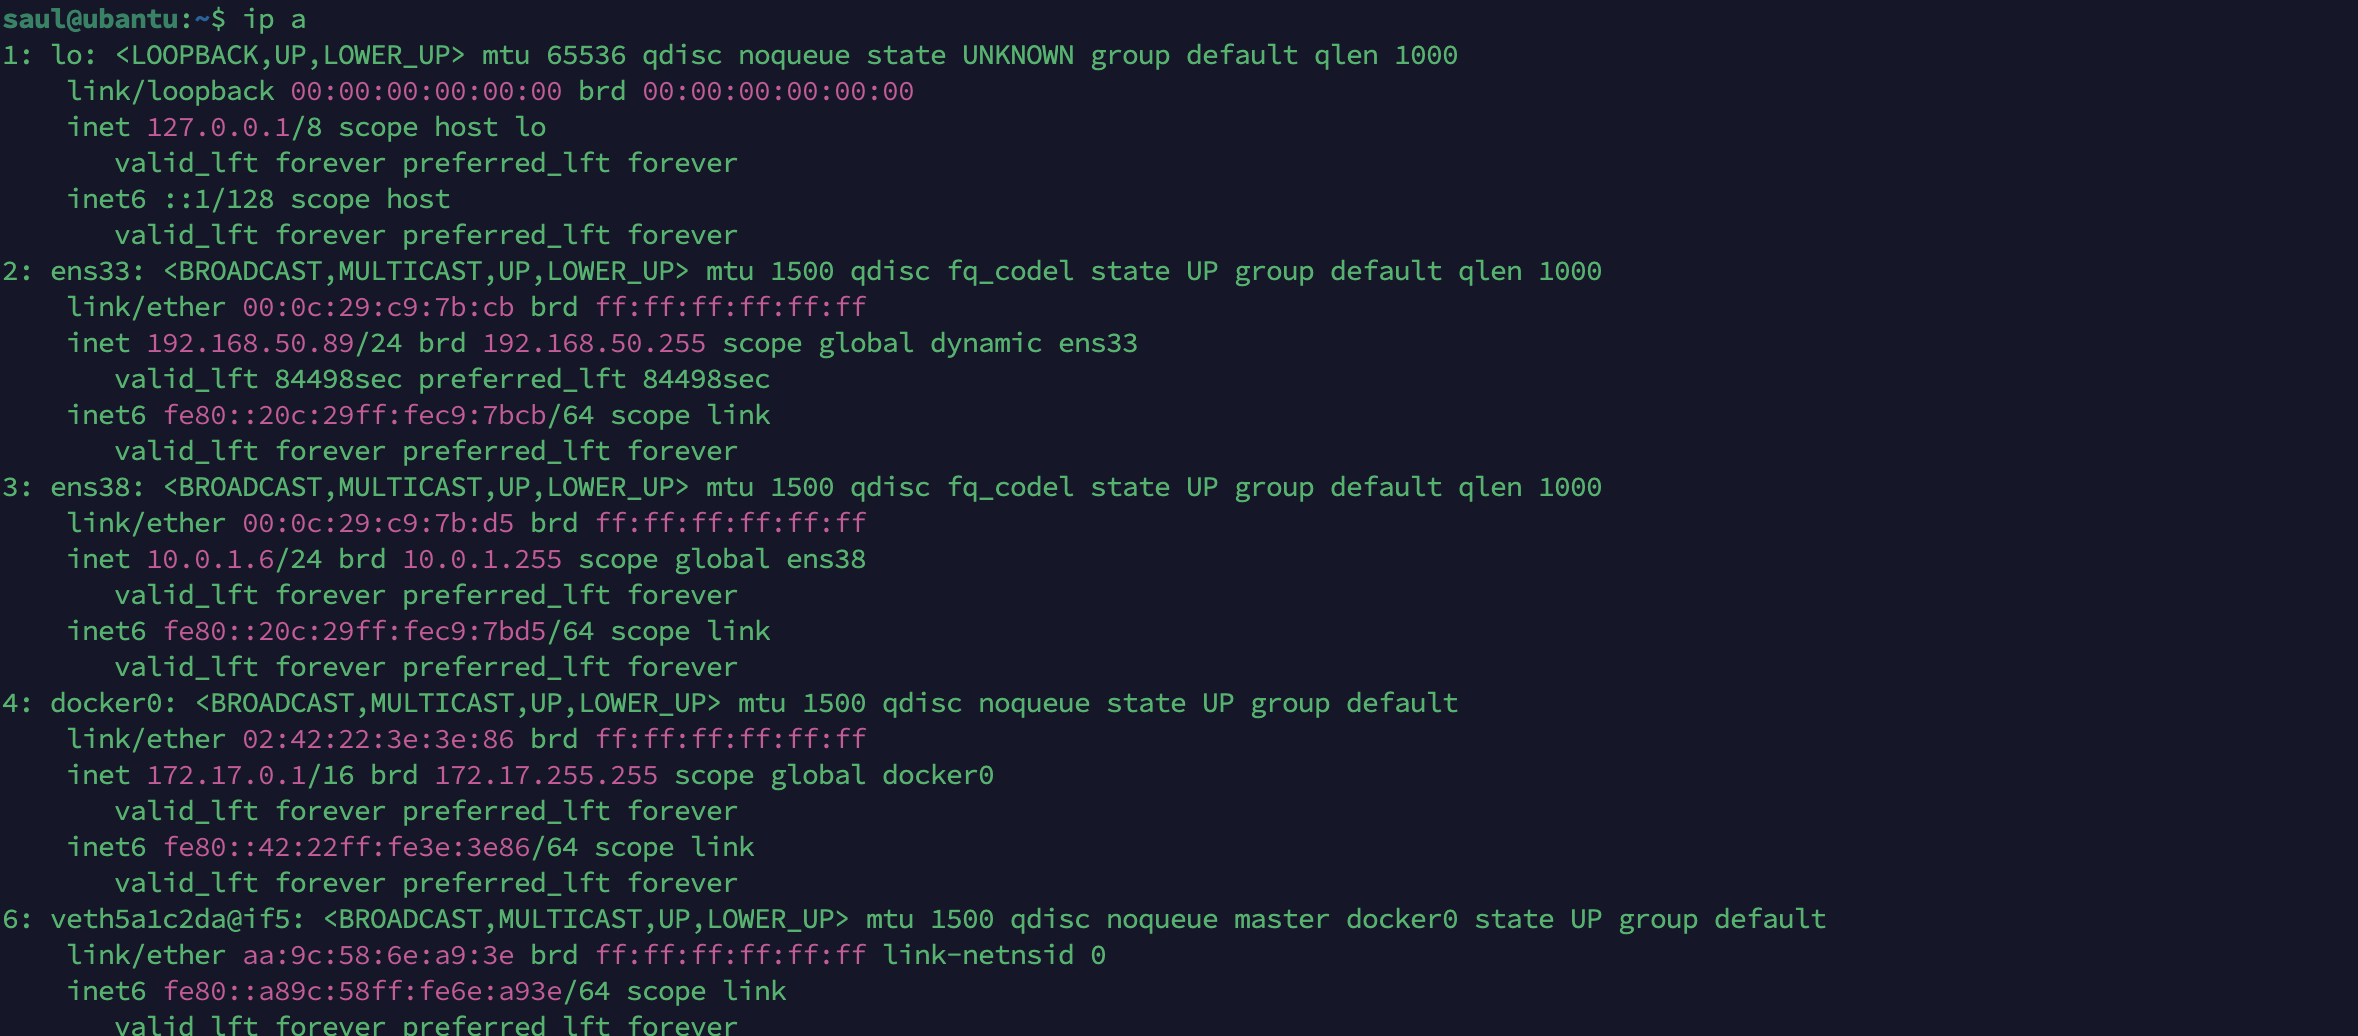 saul@ubantu:~$ ip a
1: lo: <LOOPBACK,UP,LOWER_UP> mtu 65536 qdisc noqueue state UNKNOWN group default qlen 1000
    link/loopback 00:00:00:00:00:00 brd 00:00:00:00:00:00
    inet 127.0.0.1/8 scope host lo
       valid_lft forever preferred_lft forever
    inet6 ::1/128 scope host
       valid_lft forever preferred_lft forever
2: ens33: <BROADCAST,MULTICAST,UP,LOWER_UP> mtu 1500 qdisc fq_codel state UP group default qlen 1000
    link/ether 00:0c:29:c9:7b:cb brd ff:ff:ff:ff:ff:ff
    inet 192.168.50.89/24 brd 192.168.50.255 scope global dynamic ens33
       valid_lft 84498sec preferred_lft 84498sec
    inet6 fe80::20c:29ff:fec9:7bcb/64 scope link
       valid_lft forever preferred_lft forever
3: ens38: <BROADCAST,MULTICAST,UP,LOWER_UP> mtu 1500 qdisc fq_codel state UP group default qlen 1000
    link/ether 00:0c:29:c9:7b:d5 brd ff:ff:ff:ff:ff:ff
    inet 10.0.1.6/24 brd 10.0.1.255 scope global ens38
       valid_lft forever preferred_lft forever
    inet6 fe80::20c:29ff:fec9:7bd5/64 scope link
       valid_lft forever preferred_lft forever
4: docker0: <BROADCAST,MULTICAST,UP,LOWER_UP> mtu 1500 qdisc noqueue state UP group default
    link/ether 02:42:22:3e:3e:86 brd ff:ff:ff:ff:ff:ff
    inet 172.17.0.1/16 brd 172.17.255.255 scope global docker0
       valid_lft forever preferred_lft forever
    inet6 fe80::42:22ff:fe3e:3e86/64 scope link
       valid_lft forever preferred_lft forever
6: veth5a1c2da@if5: <BROADCAST,MULTICAST,UP,LOWER_UP> mtu 1500 qdisc noqueue master docker0 state UP group default
    link/ether aa:9c:58:6e:a9:3e brd ff:ff:ff:ff:ff:ff link-netnsid 0
    inet6 fe80::a89c:58ff:fe6e:a93e/64 scope link
       valid_lft forever preferred_lft forever